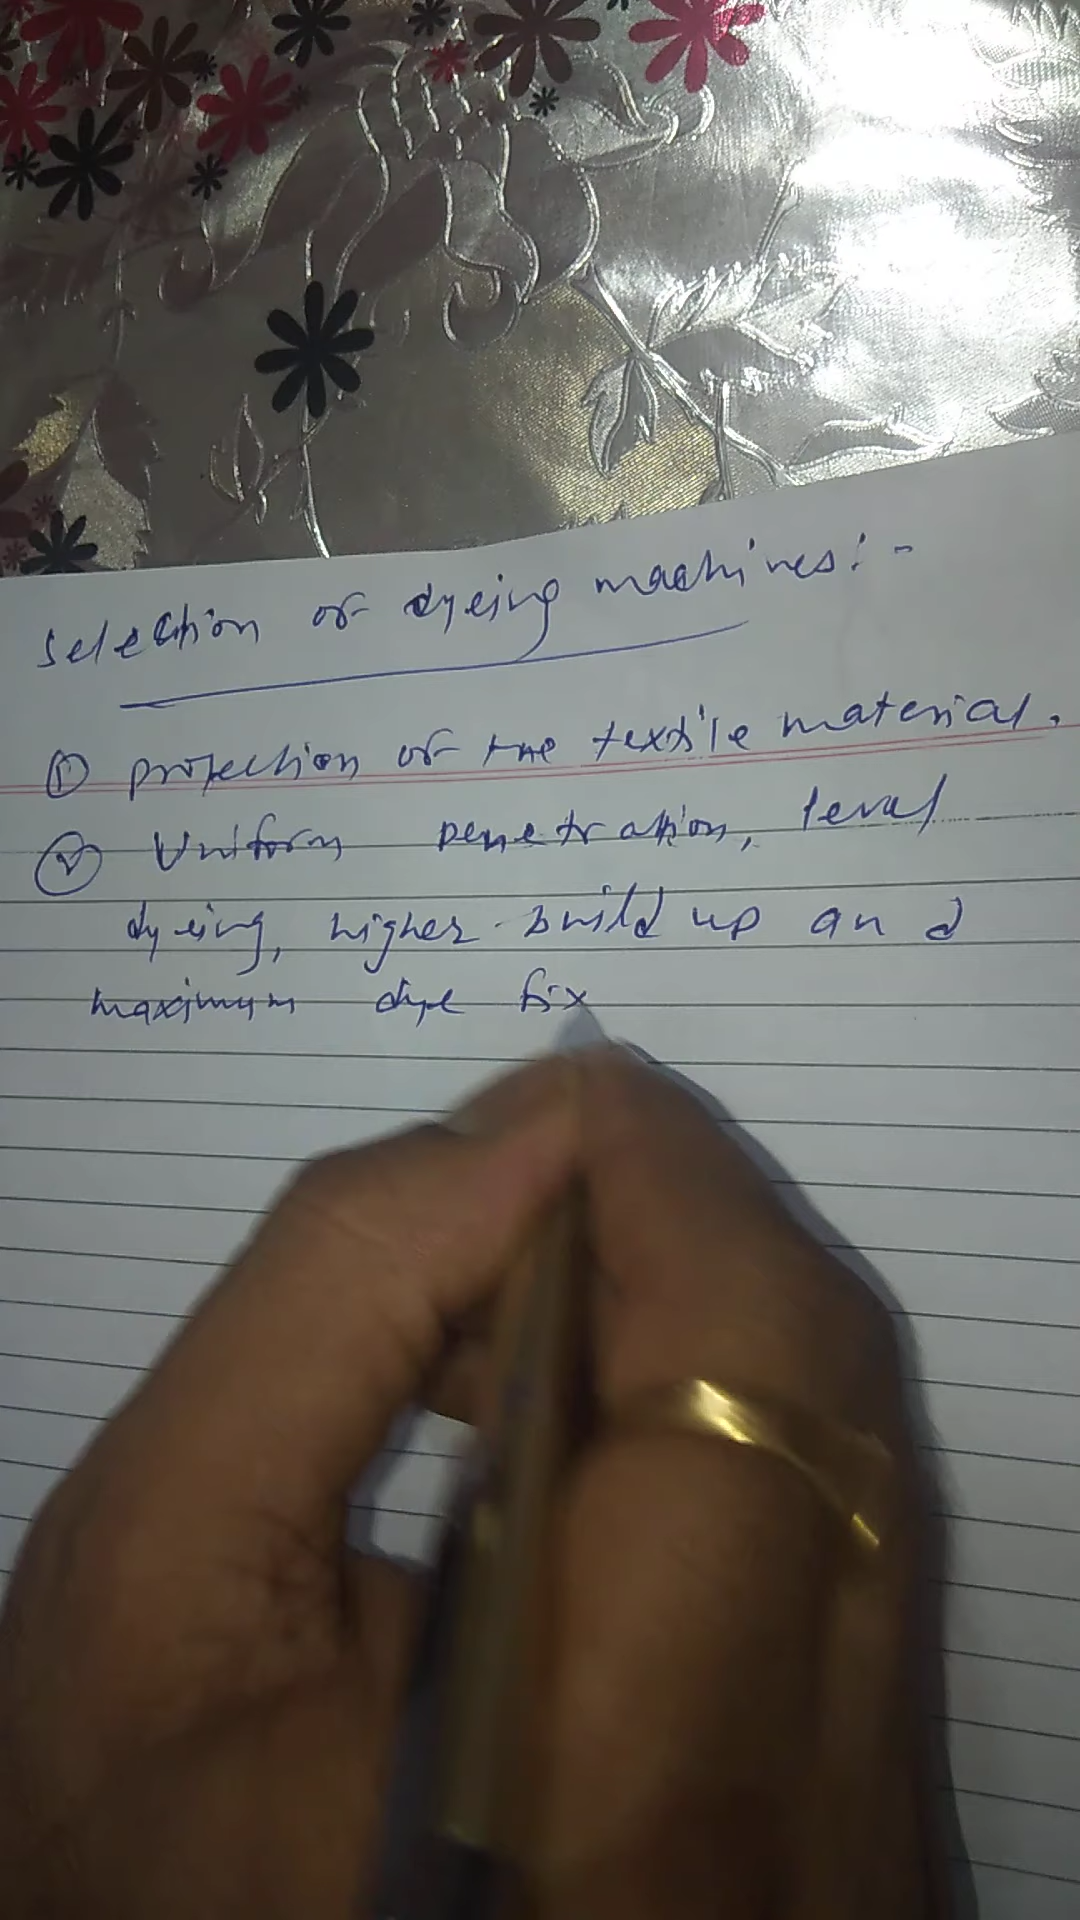 Selection of dyeing machines:-
① protection of the textile material.
② Uniform penetration, level
dyeing, higher build up and
maximum dye fix